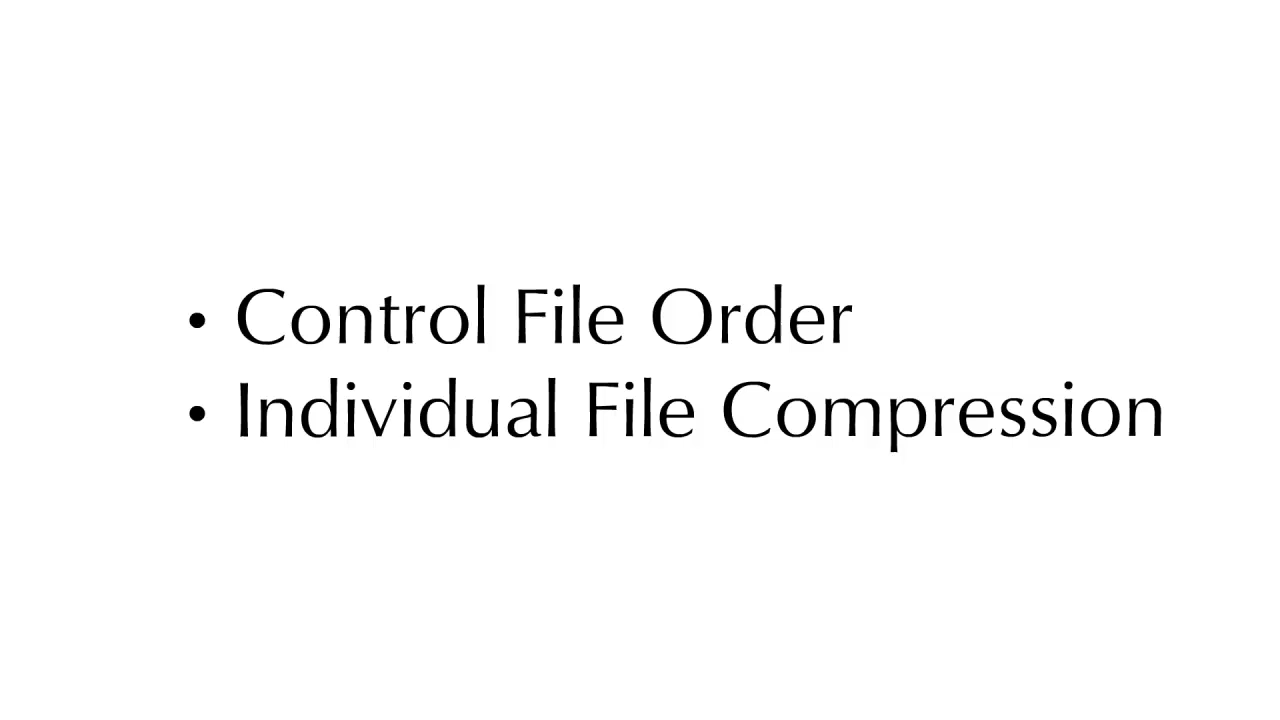 • Control File Order
• Individual File Compression